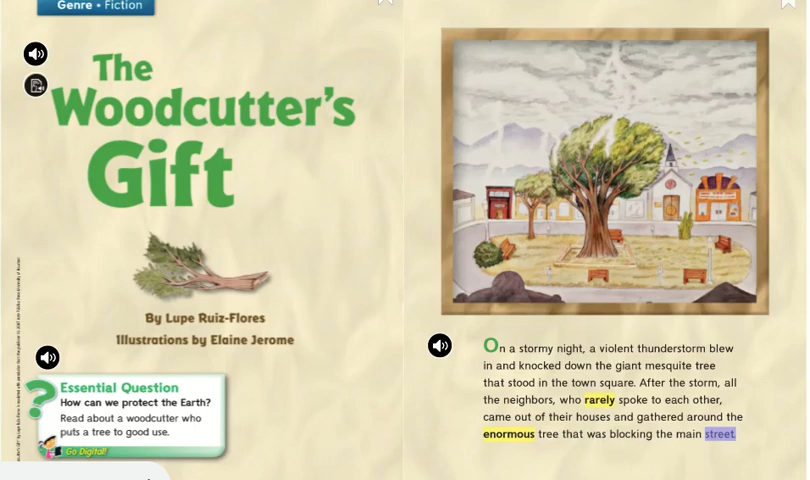 Genre • Fiction
The
Woodcutter's
Gift
By Lupe Ruiz-Flores
Illustrations by Elaine Jerome
Essential Question
How can we protect the Earth?
Read about a woodcutter who
puts a tree to good use.
Go Digital!
On a stormy night, a violent thunderstorm blew
in and knocked down the giant mesquite tree
that stood in the town square. After the storm, all
the neighbors, who rarely spoke to each other,
came out of their houses and gathered around the
enormous tree that was blocking the main street.